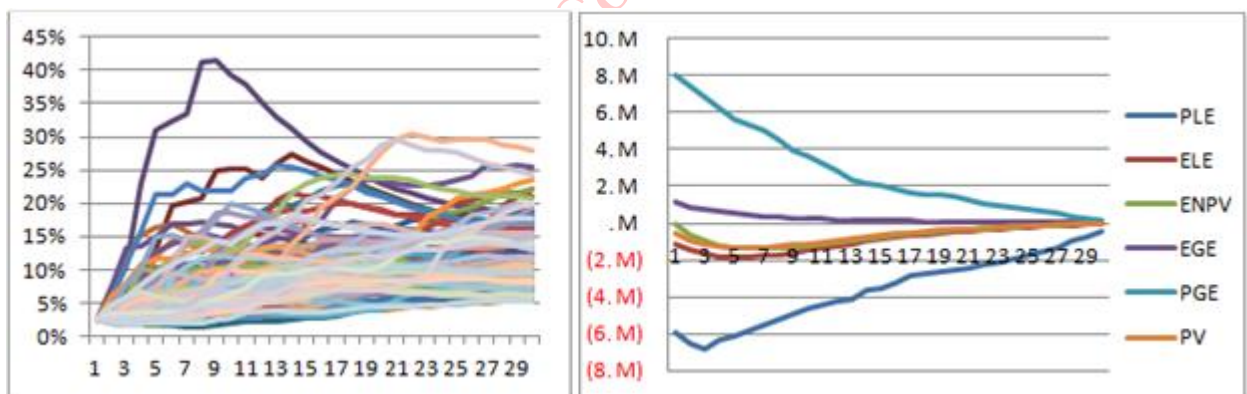 45%
40%
35%
30%
25%
20%
15%
10%
5%
0%
1 3 5 7 9 11 13 15 17 19 21 23 25 27 29
10. M
8. M
6. M
4. M
2. M
. M
(2. M)
(4. M)
(6. M)
(8. M)
1 3 5 7 9 11 13 15 17 19 21 23 25 27 29
PLE
ELE
ENPV
EGE
PGE
PV